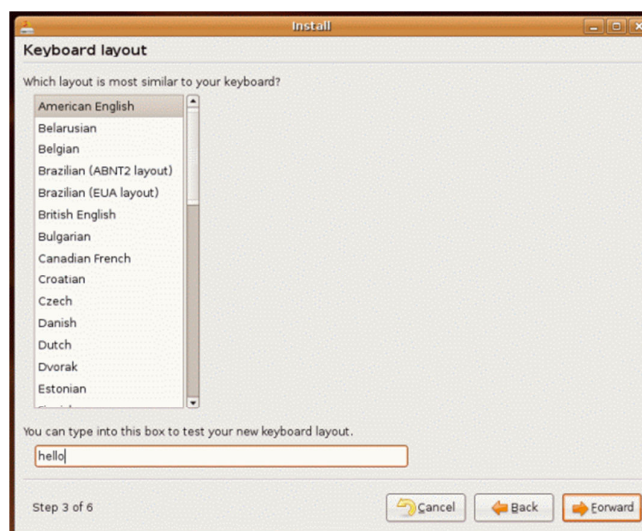 Install
Keyboard layout
Which layout is most similar to your keyboard?
American English
Belarusian
Belgian
Brazilian (ABNT2 layout)
Brazilian (EUA layout)
British English
Bulgarian
Canadian French
Croatian
Czech
Danish
Dutch
Dvorak
Estonian
You can type into this box to test your new keyboard layout.
hello
Step 3 of 6
Cancel
Back
Forward